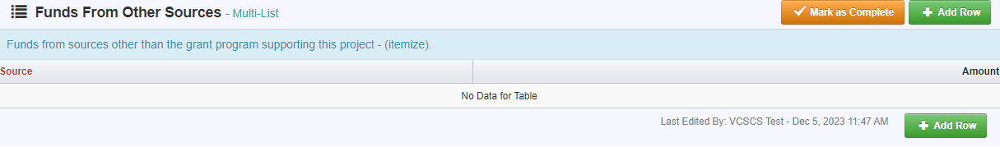 Funds From Other Sources - Multi-List
Mark as Complete
Add Row
Funds from sources other than the grant program supporting this project - (itemize).
Source
Amount
No Data for Table
Last Edited By: VCSCS Test - Dec 5, 2023 11:47 AM
Add Row